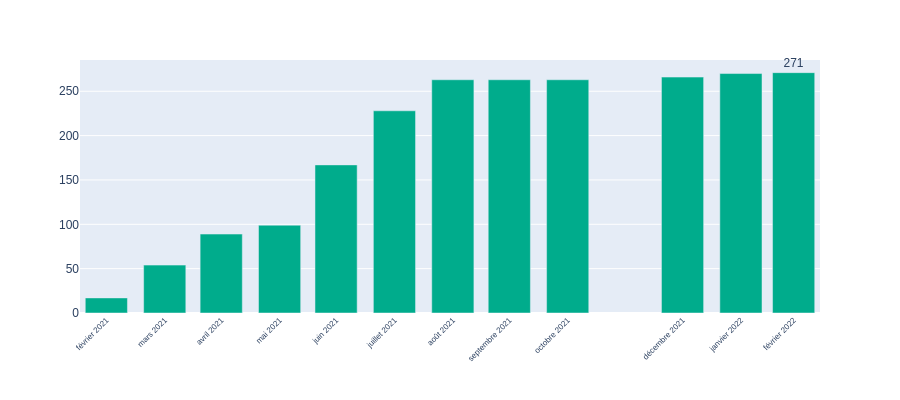 271
250
200
150
100
50
0
février 2021
mars 2021
avril 2021
mai 2021
juin 2021
juillet 2021
août 2021
septembre 2021
octobre 2021
décembre 2021
janvier 2022
février 2022